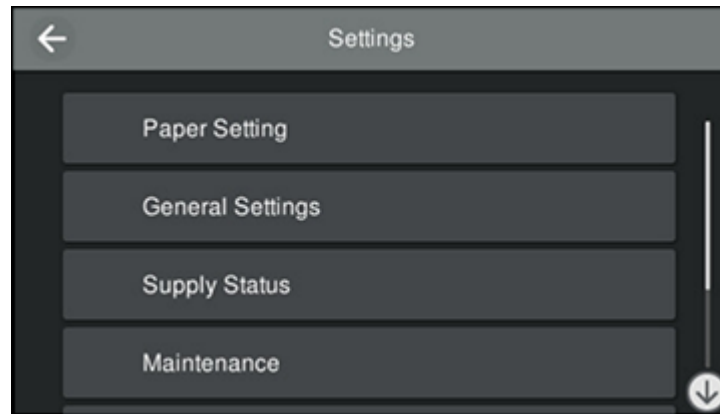 Settings
Paper Setting
General Settings
Supply Status
Maintenance